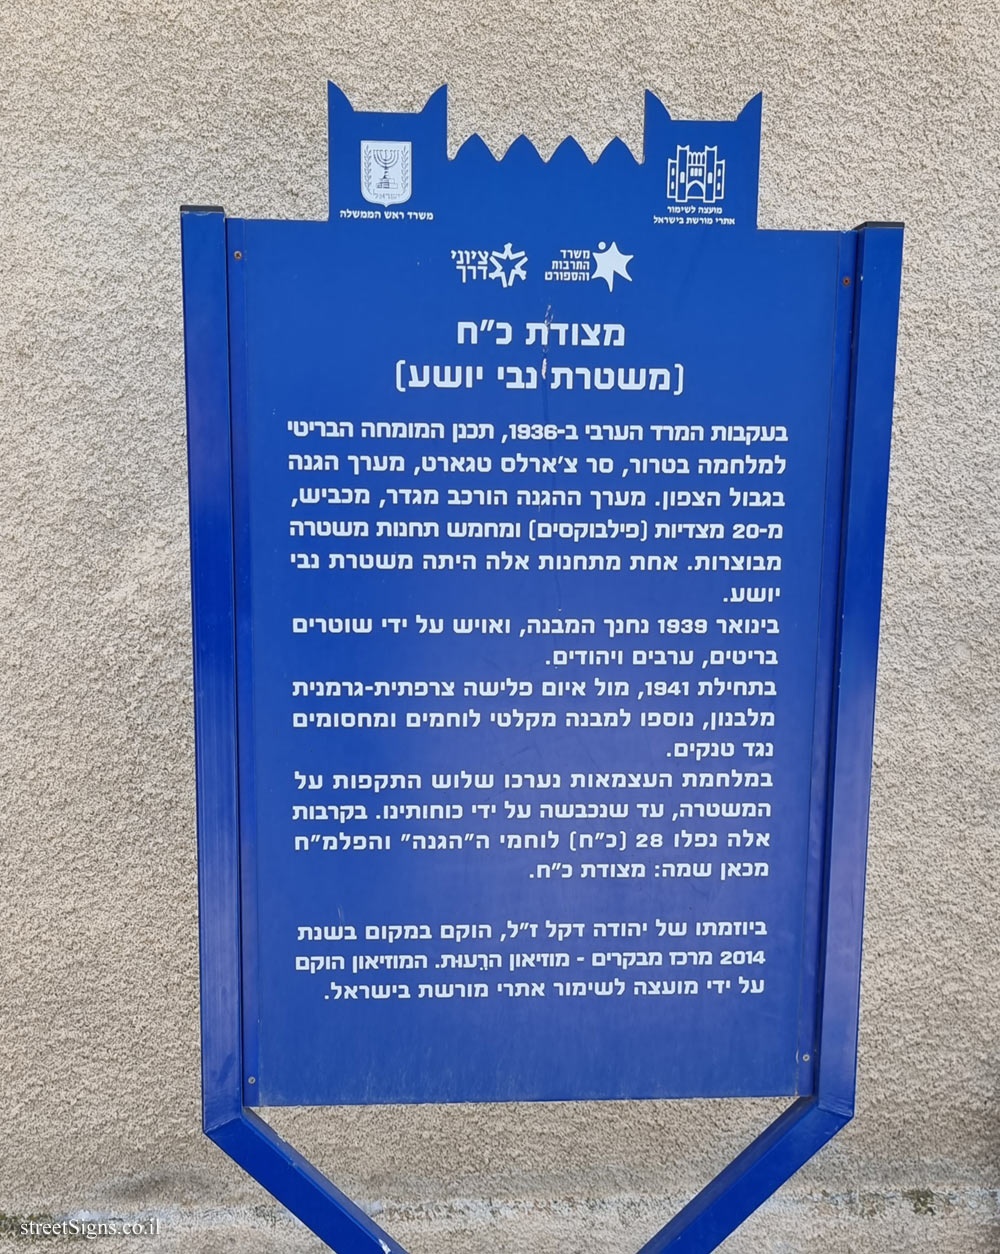 משרד ראש הממשלה
מועצה לשימור
אתרי מורשת בישראל
משרד
התרבות
והספורט
ציוני
דרך
מצודת כ"ח
(משטרת נבי יושע)
בעקבות המרד הערבי ב-1936, תכנן המומחה הבריטי
למלחמה בטרור, סר צ'ארלס טגארט, מערך הגנה
בגבול הצפון. מערך ההגנה הורכב מגדר, מכביש,
מ-20 מצדיות (פילבוקסים) ומחמש תחנות משטרה
מבוצרות. אחת מתחנות אלה היתה משטרת נבי
יושע.
בינואר 1939 נחנך המבנה, ואויש על ידי שוטרים
בריטים, ערבים ויהודים.
בתחילת 1941, מול איום פלישה צרפתית-גרמנית
מלבנון, נוספו למבנה מקלטי לוחמים ומחסומים
נגד טנקים.
במלחמת העצמאות נערכו שלוש התקפות על
המשטרה, עד שנכבשה על ידי כוחותינו. בקרבות
אלה נפלו 28 (כ"ח) לוחמי ה"הגנה" והפלמ"ח
מכאן שמה: מצודת כ"ח.
ביוזמתו של יהודה דקל ז"ל, הוקם במקום בשנת
2014 מרכז מבקרים - מוזיאון הרֵעוּת. המוזיאון הוקם
על ידי מועצה לשימור אתרי מורשת בישראל.
streetSigns.co.il